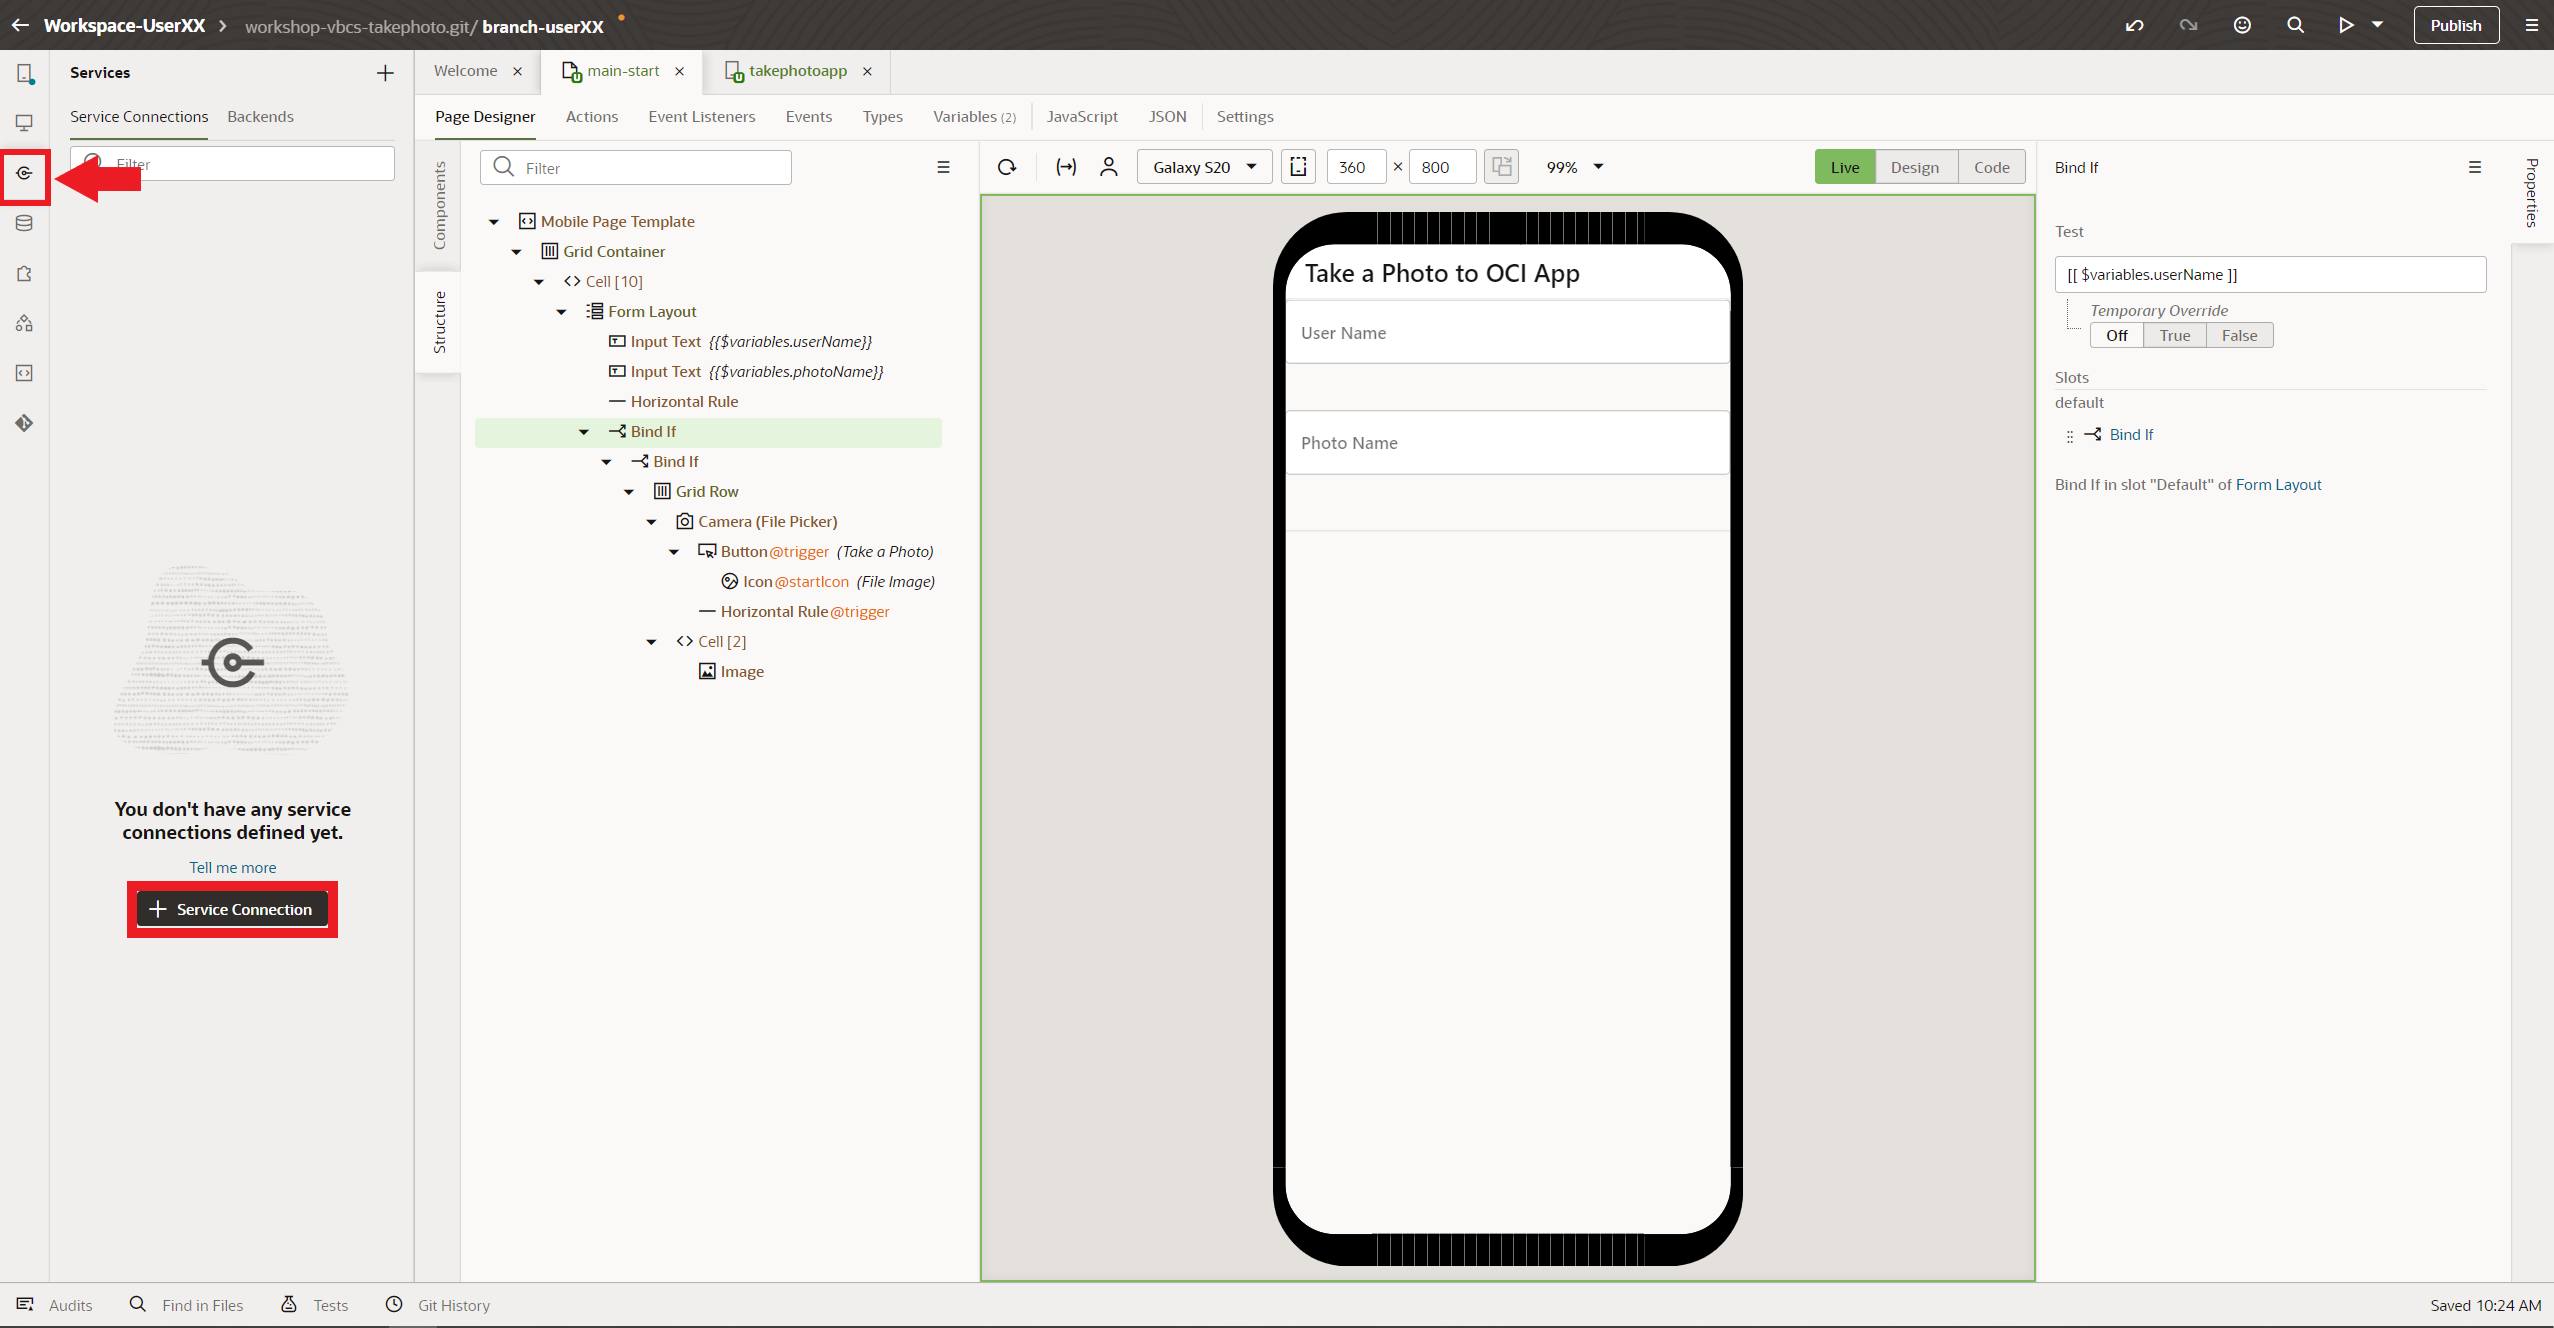 Workspace-UserXX workshop-vbcs-takephoto.git/ branch-userXX Publish
Services
Service Connections Backends
Filter
You don't have any service
connections defined yet.
Tell me more
Service Connection
Welcome main-start takephotoapp
Page Designer Actions Event Listeners Events Types Variables (2) JavaScript JSON Settings
Components
Structure
Filter
Mobile Page Template
Grid Container
Cell [10]
Form Layout
Input Text {{$variables.userName}}
Input Text {{$variables.photoName}}
Horizontal Rule
Bind If
Bind If
Grid Row
Camera (File Picker)
Button@trigger (Take a Photo)
Icon@startIcon (File Image)
Horizontal Rule@trigger
Cell [2]
Image
Galaxy S20 360 × 800 99% Live Design Code
Take a Photo to OCI App
User Name
Photo Name
Bind If
Properties
Test
[[ $variables.userName ]]
Temporary Override
Off True False
Slots
default
Bind If
Bind If in slot "Default" of Form Layout
Audits Find in Files Tests Git History Saved 10:24 AM